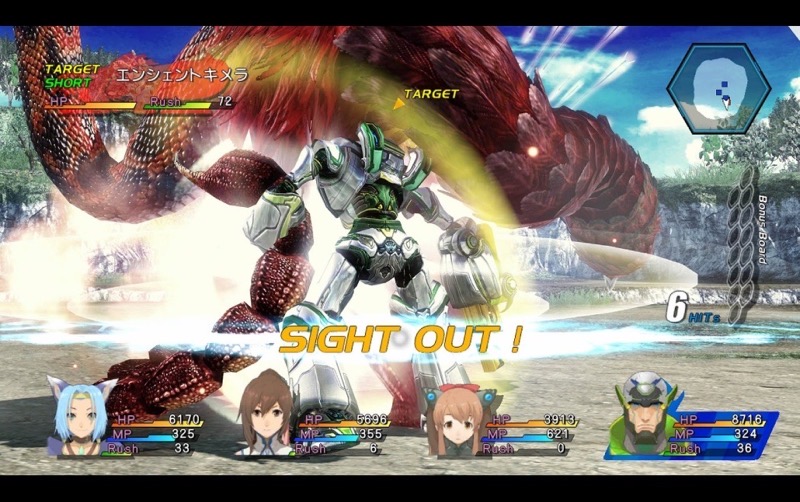 TARGET エンシェントキメラ
SHORT
HP Rush 72
TARGET
Bonus Board
6 HITs
SIGHT OUT !
HP 6170
MP 325
Rush 33
HP 5696
MP 355
Rush 6
HP 3913
MP 621
Rush 0
HP 8716
MP 324
Rush 36